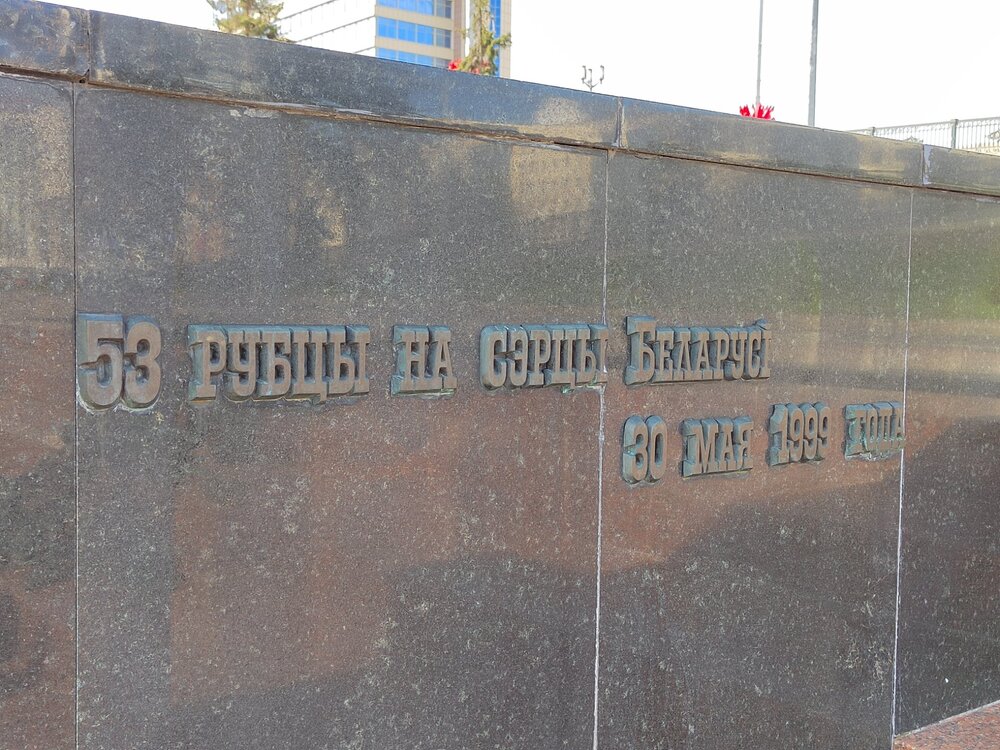 53 рубцы на сэрцы Беларусі
30 мая 1999 года